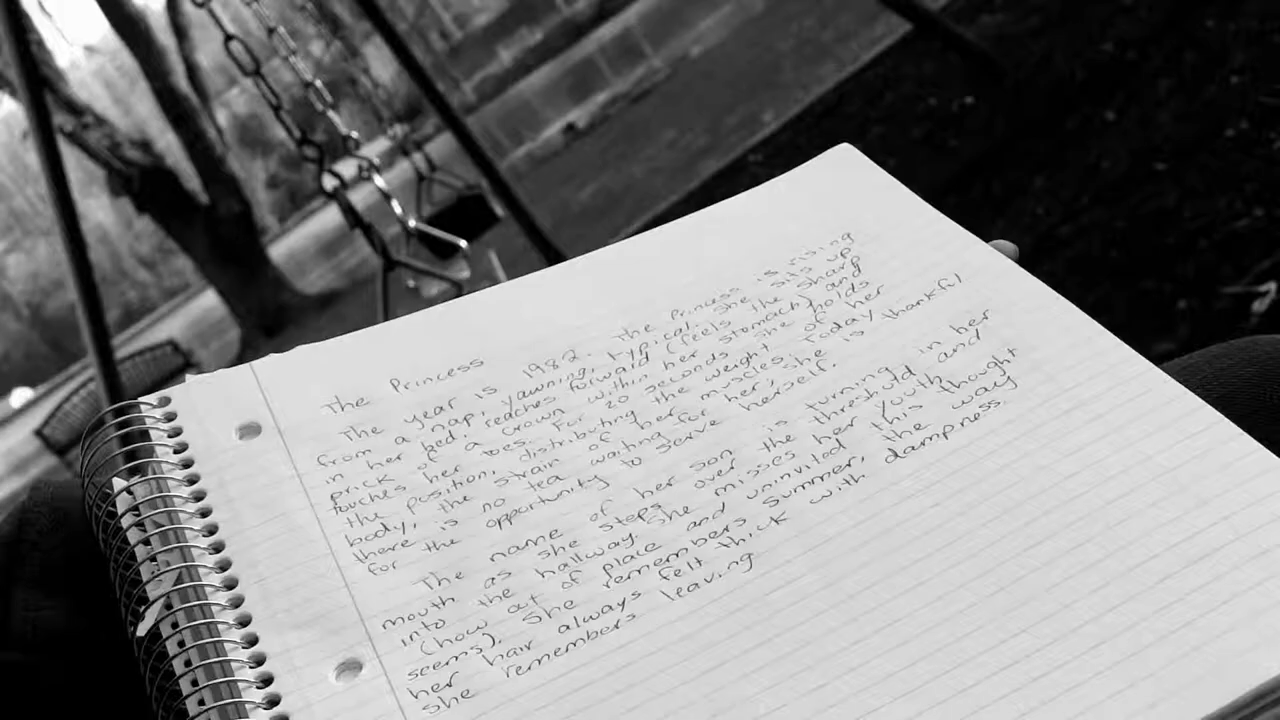 The Princess
The year is 1982. The Princess is rising
from a nap, yawning, typical. She sits up
in her bed, reaches forward (feels the sharp
prick of a crown within her stomach) and
touches her toes. For 20 seconds she holds
the position, distributing the weight of her
body, the strain of her muscles. Today
there is no tea waiting for her, she is thankful
for the opportunity to serve her, self.
The name of her son is turning in her
mouth as she steps over the threshold and
into the hallway. She misses her youth
(how out of place and uninvited this thought
seems). She remembers summer, the way
her hair always felt thick with dampness.
She remembers leaving